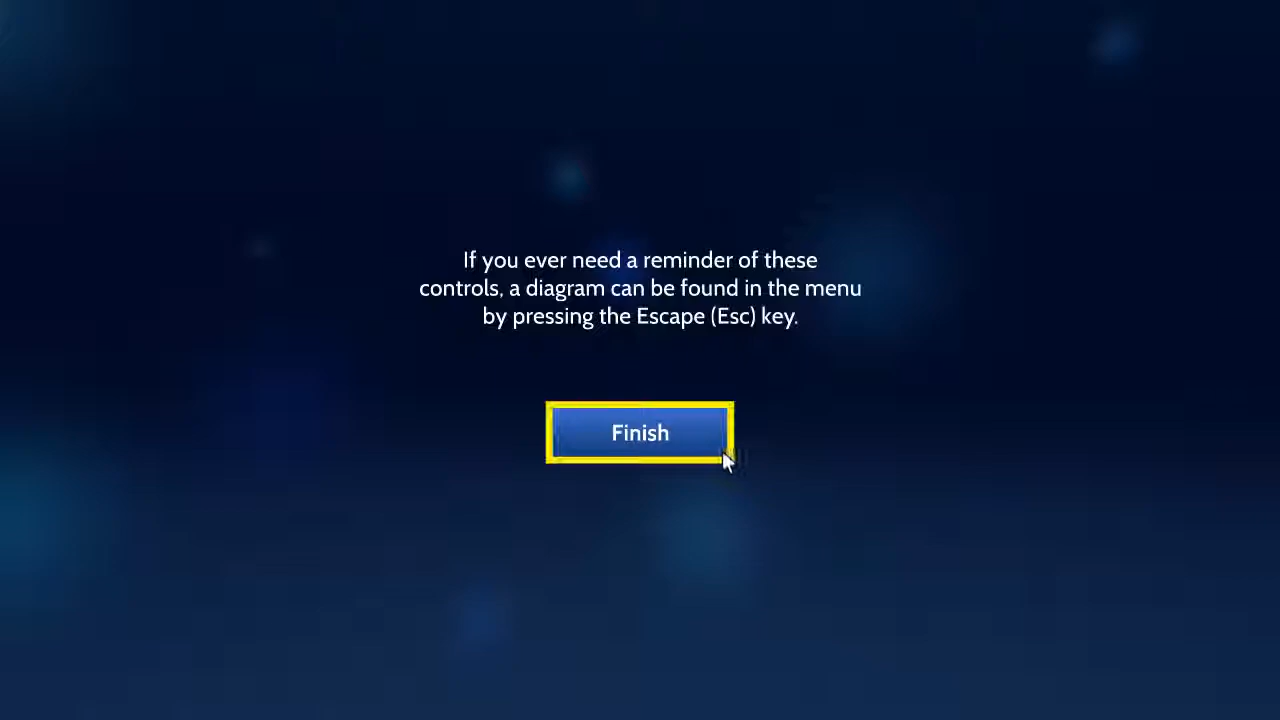 If you ever need a reminder of these
controls, a diagram can be found in the menu
by pressing the Escape (Esc) key.
Finish